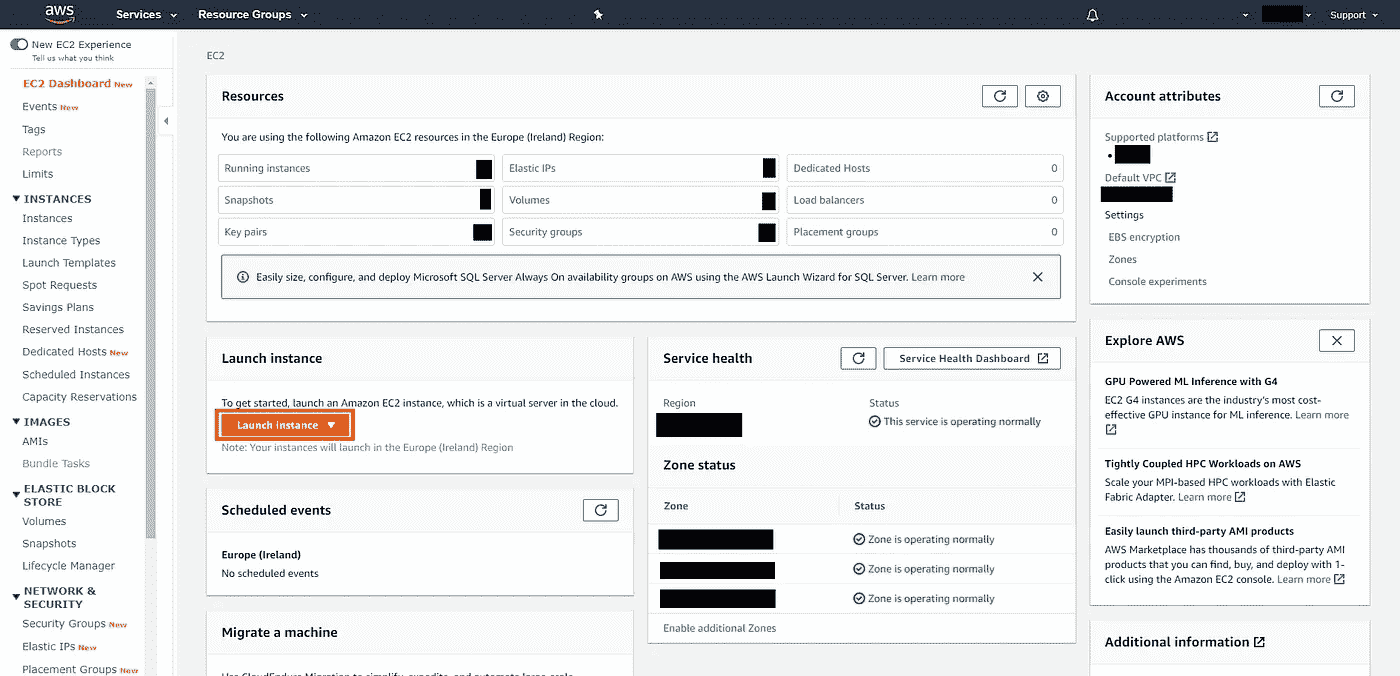 aws
Services
Resource Groups
Support
New EC2 Experience
Tell us what you think
EC2 Dashboard New
Events New
Tags
Reports
Limits
INSTANCES
Instances
Instance Types
Launch Templates
Spot Requests
Savings Plans
Reserved Instances
Dedicated Hosts New
Scheduled Instances
Capacity Reservations
IMAGES
AMIs
Bundle Tasks
ELASTIC BLOCK
STORE
Volumes
Snapshots
Lifecycle Manager
NETWORK &
SECURITY
Security Groups New
Elastic IPs New
Placement Groups New
EC2
Resources
You are using the following Amazon EC2 resources in the Europe (Ireland) Region:
Running instances
Elastic IPs
Dedicated Hosts 0
Snapshots
Volumes
Load balancers 0
Key pairs
Security groups
Placement groups 0
Easily size, configure, and deploy Microsoft SQL Server Always On availability groups on AWS using the AWS Launch Wizard for SQL Server. Learn more
Launch instance
To get started, launch an Amazon EC2 instance, which is a virtual server in the cloud.
Launch instance
Note: Your instances will launch in the Europe (Ireland) Region
Scheduled events
Europe (Ireland)
No scheduled events
Migrate a machine
Service health
Service Health Dashboard
Region
Status
This service is operating normally
Zone status
Zone
Status
Zone is operating normally
Zone is operating normally
Zone is operating normally
Enable additional Zones
Account attributes
Supported platforms
Default VPC
Settings
EBS encryption
Zones
Console experiments
Explore AWS
GPU Powered ML Inference with G4
EC2 G4 instances are the industry's most cost-
effective GPU instance for ML inference. Learn more
Tightly Coupled HPC Workloads on AWS
Scale your MPI-based HPC workloads with Elastic
Fabric Adapter. Learn more
Easily launch third-party AMI products
AWS Marketplace has thousands of third-party AMI
products that you can find, buy, and deploy with 1-
click using the Amazon EC2 console. Learn more
Additional information